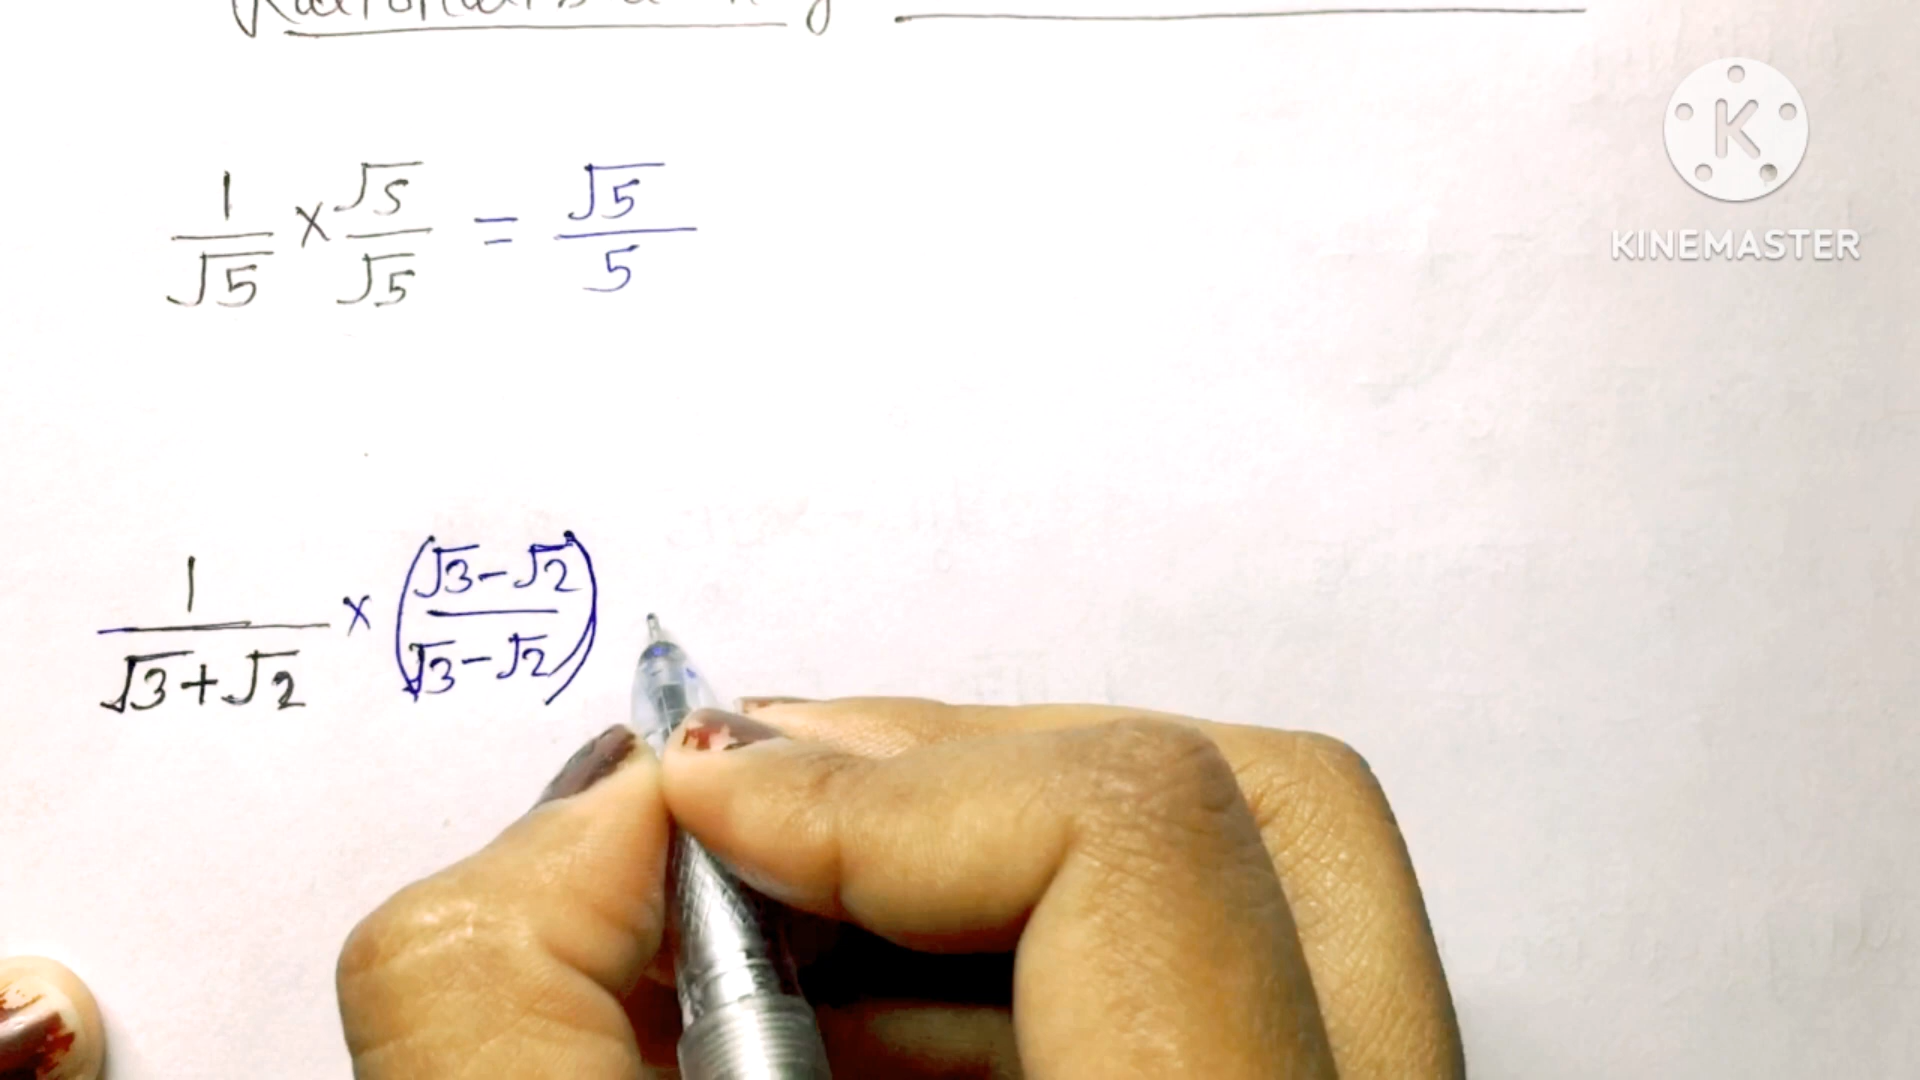 1/√5 × √5/√5 = √5/5
1/(√3+√2) × ((√3-√2)/(√3-√2))
K
KINEMASTER